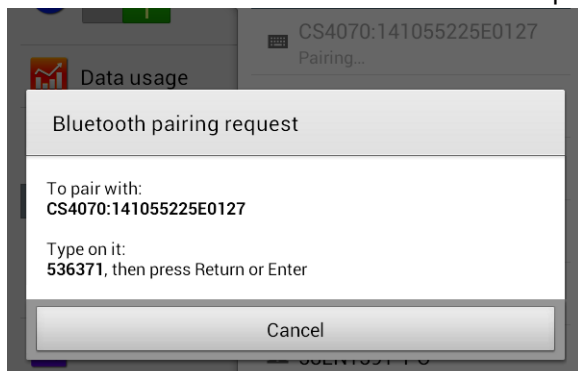 CS4070:141055225E0127
Pairing...
Data usage
Bluetooth pairing request
To pair with:
CS4070:141055225E0127
Type on it:
536371, then press Return or Enter
Cancel